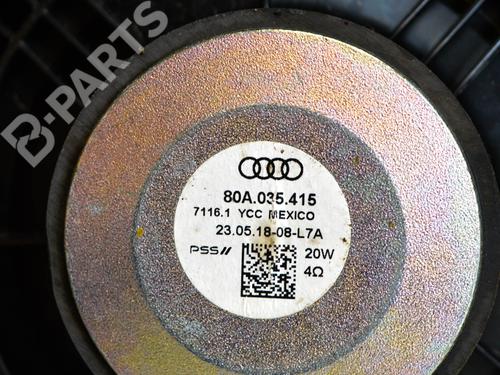 B-PARTS
80A.035.415
7116.1 YCC MEXICO
23.05.18-08-L7A
PSS//
20W
4Ω